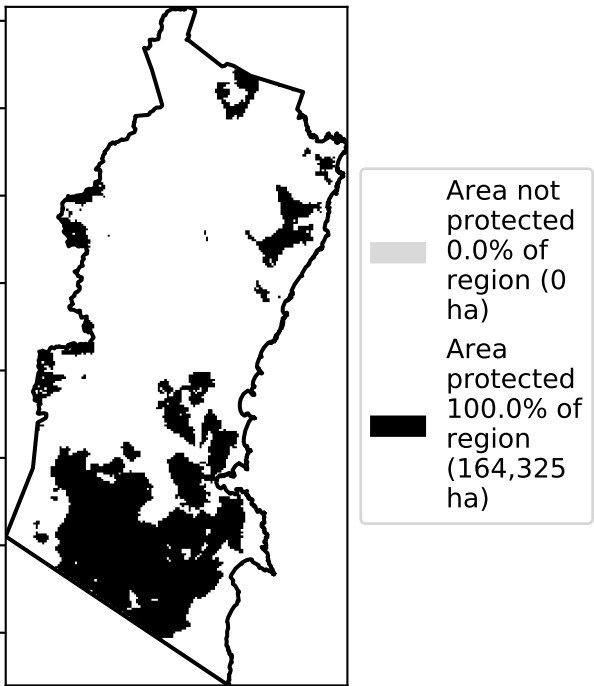 Area not
protected
0.0% of
region (0
ha)
Area
protected
100.0% of
region
(164,325
ha)